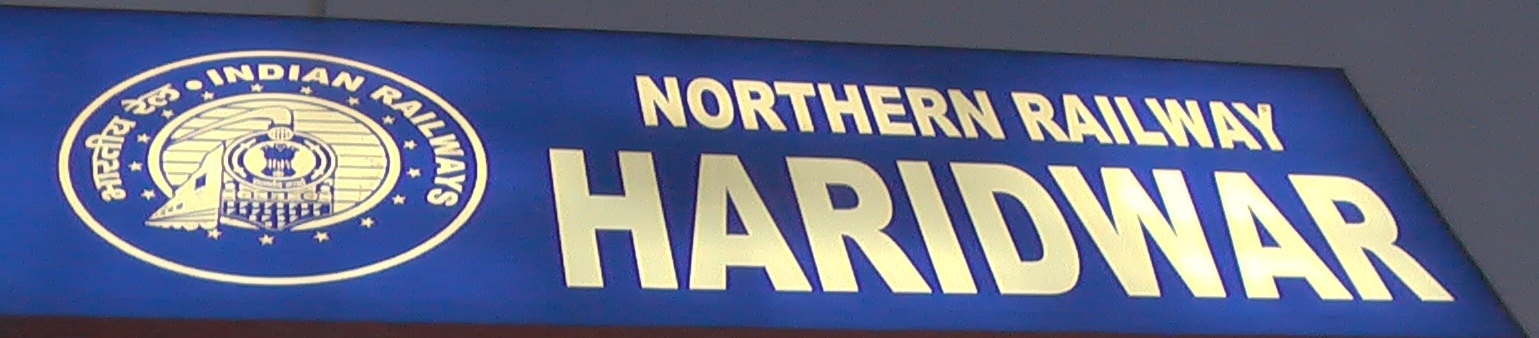 भारतीय रेल • INDIAN RAILWAYS
NORTHERN RAILWAY
HARIDWAR